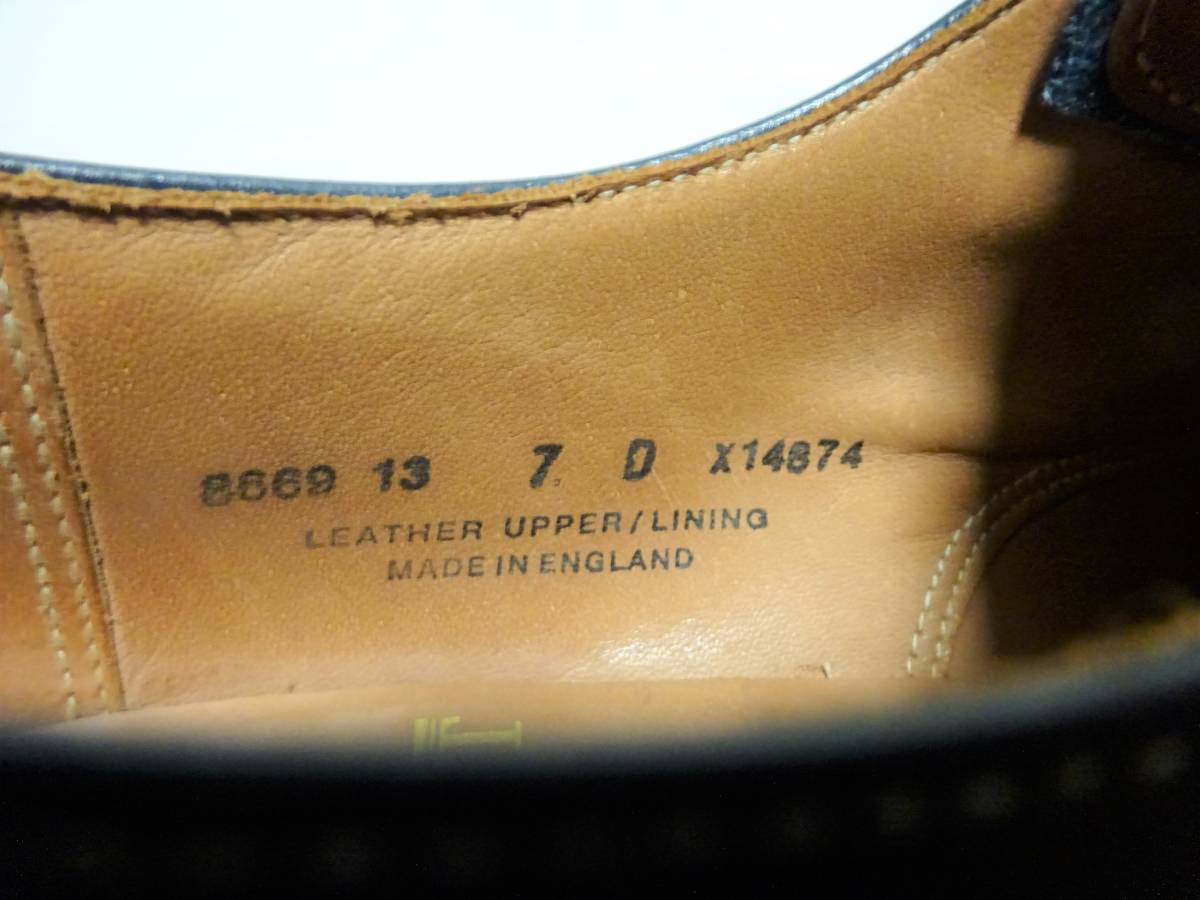 8669 13 7 D X14874
LEATHER UPPER/LINING
MADE IN ENGLAND